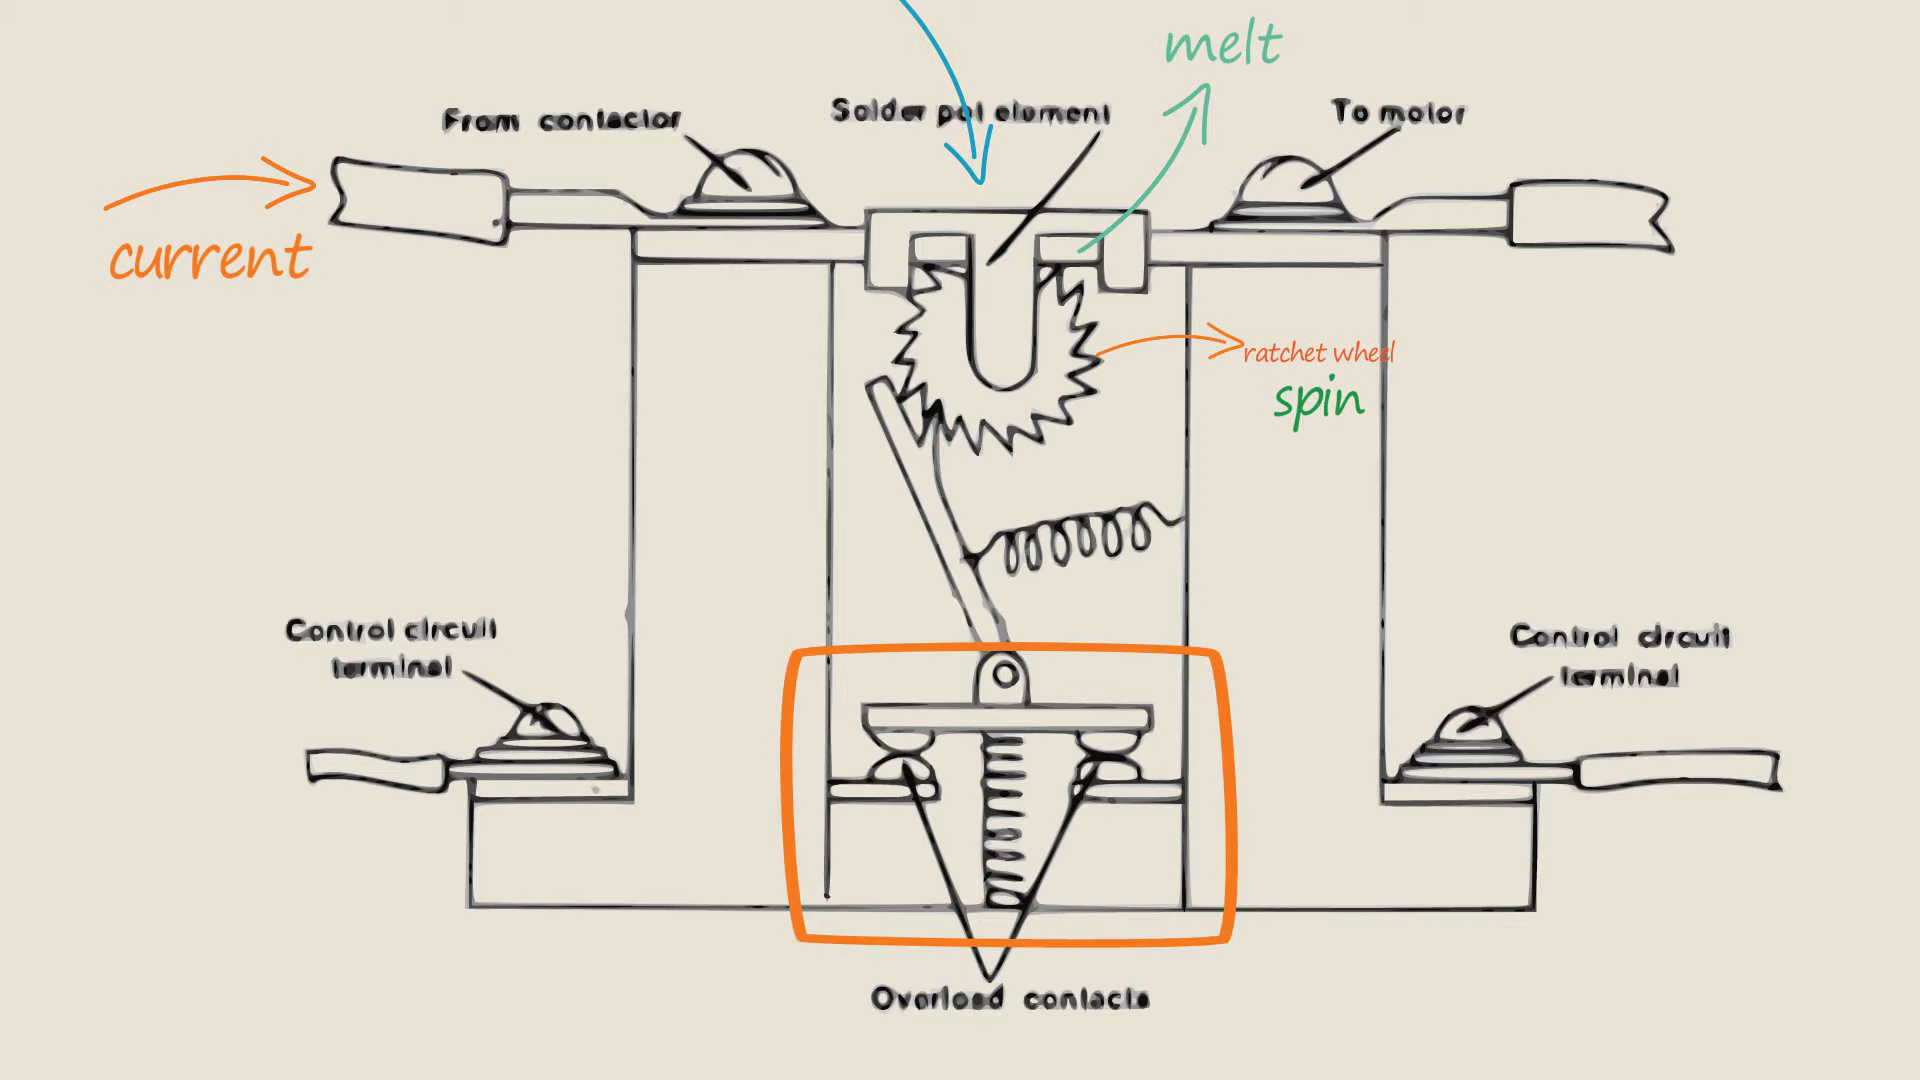 melt
From contactor
Solder pot element
To motor
current
ratchet wheel
spin
Control circuit
terminal
Control circuit
terminal
Overload contacts